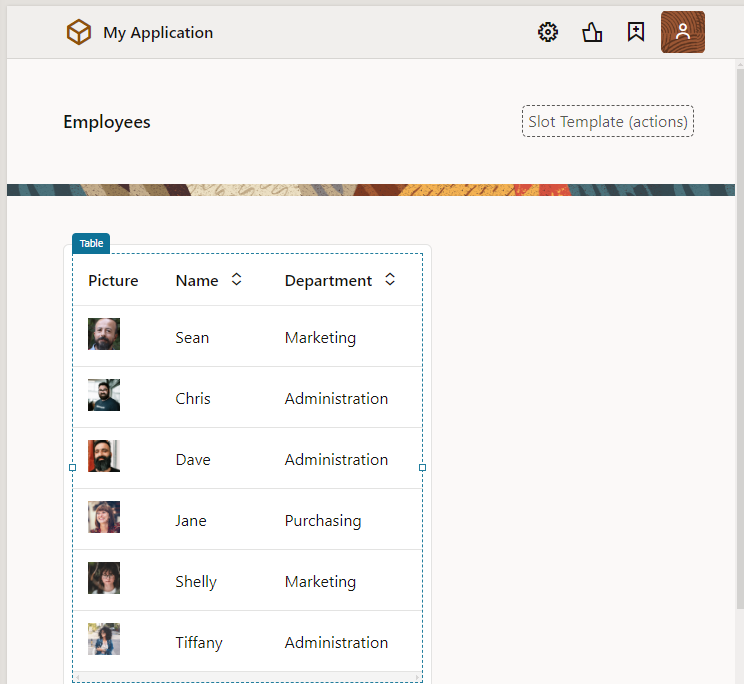 My Application
Employees
Slot Template (actions)
Table
Picture Name Department
Sean Marketing
Chris Administration
Dave Administration
Jane Purchasing
Shelly Marketing
Tiffany Administration